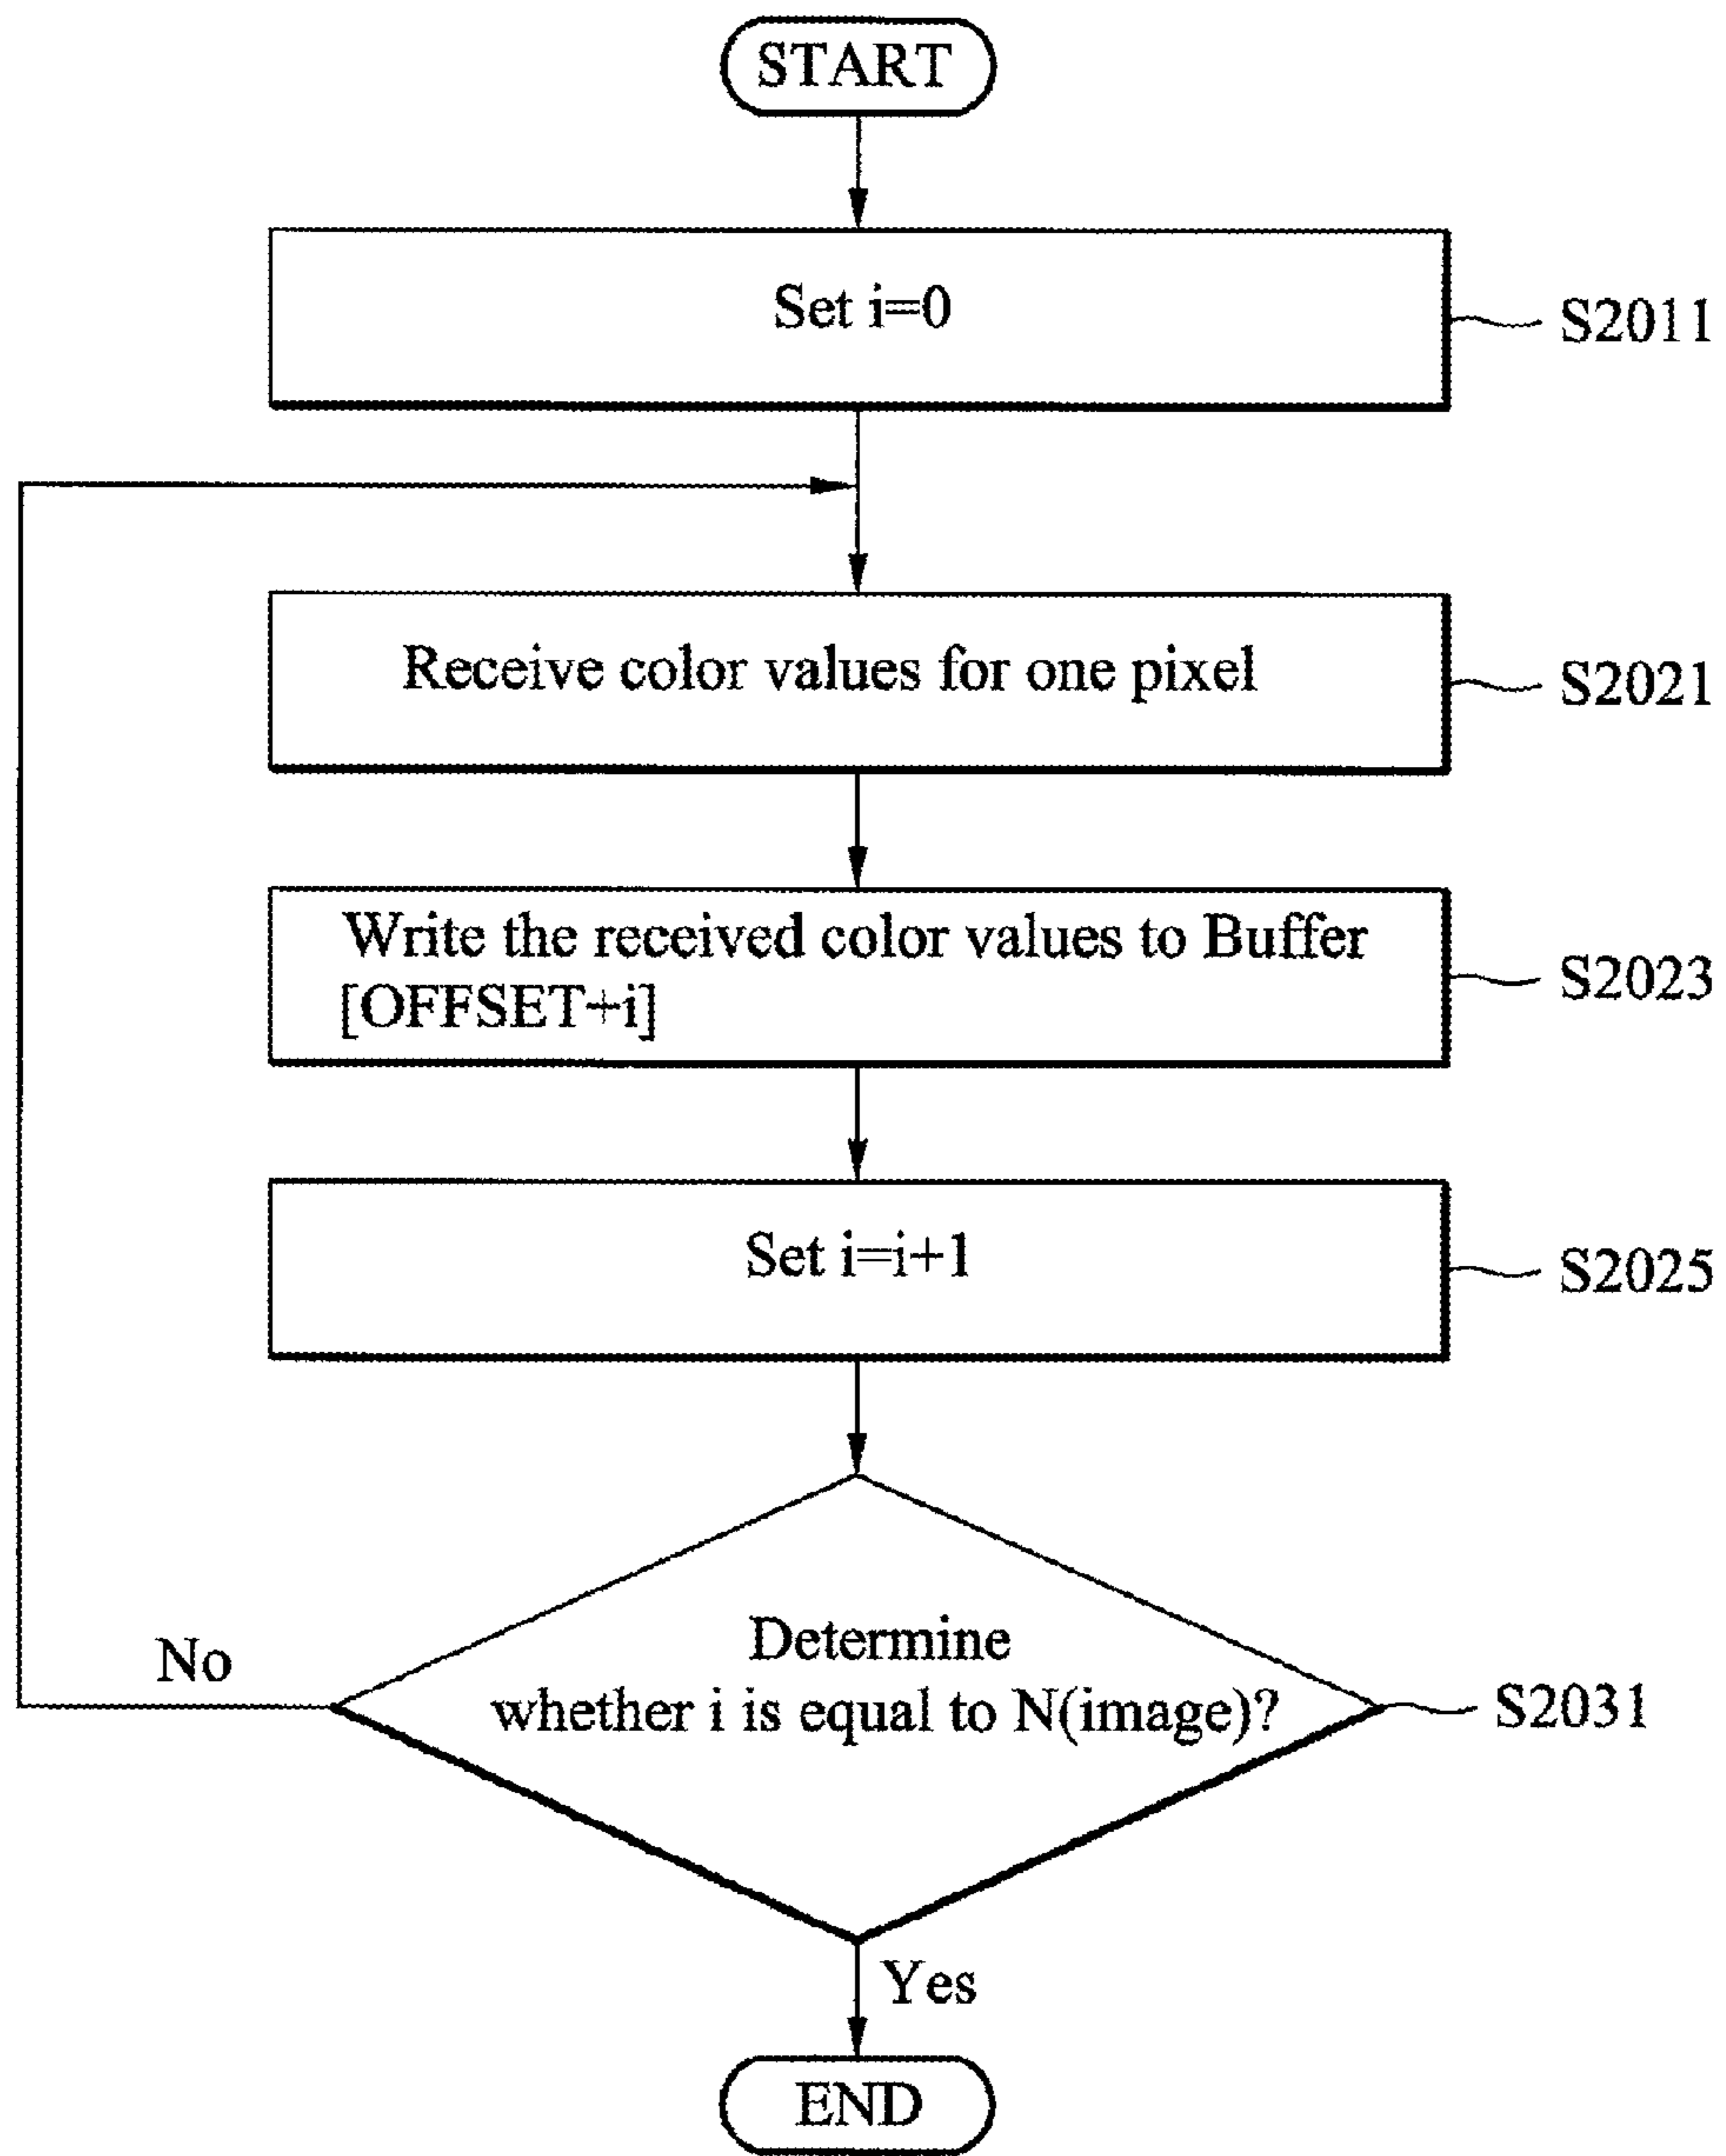 START
Set i=0
S2011
Receive color values for one pixel
S2021
Write the received color values to Buffer
[OFFSET+i]
S2023
Set i=i+1
S2025
Determine
whether i is equal to N(image)?
No
S2031
Yes
END